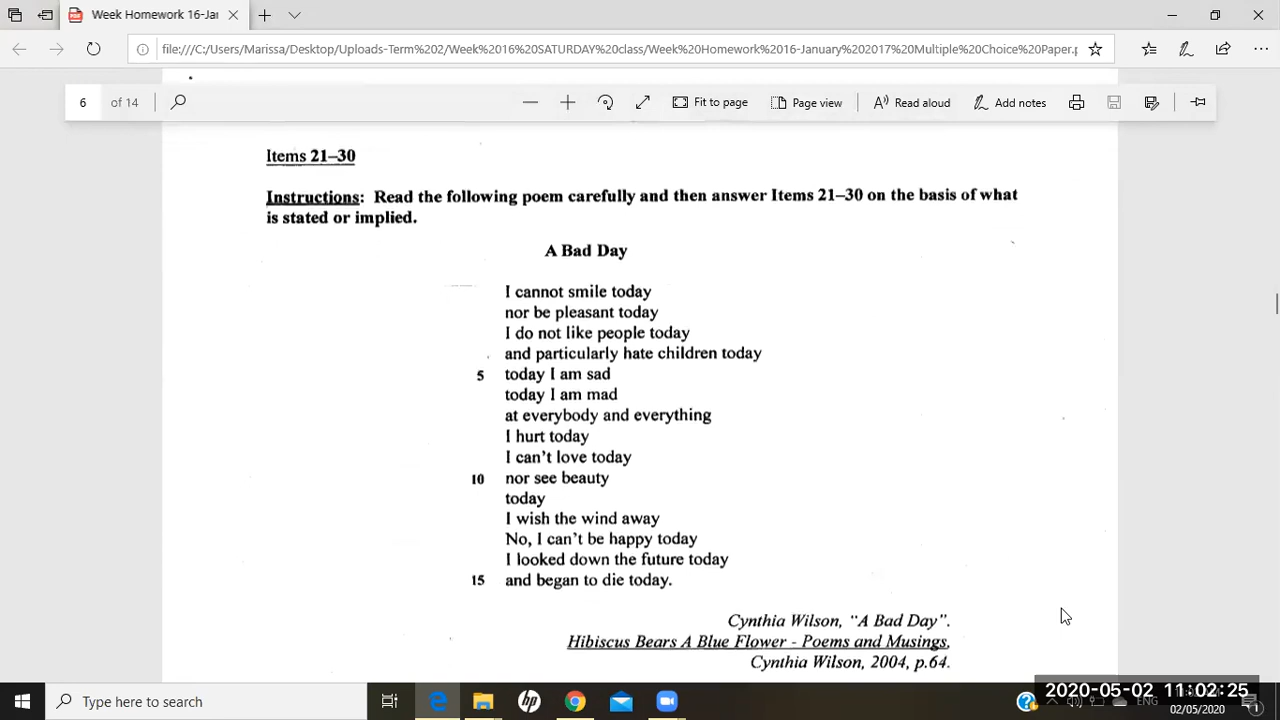 Week Homework 16-Jar
file:///C:/Users/Marissa/Desktop/Uploads-Term%202/Week%2016%20SATURDAY%20class/Week%20Homework%2016-January%202017%20Multiple%20Choice%20Paper.p
6 of 14 Fit to page Page view Read aloud Add notes
Items 21–30
Instructions: Read the following poem carefully and then answer Items 21–30 on the basis of what
is stated or implied.
A Bad Day
I cannot smile today
nor be pleasant today
I do not like people today
and particularly hate children today
5 today I am sad
today I am mad
at everybody and everything
I hurt today
I can't love today
10 nor see beauty
today
I wish the wind away
No, I can't be happy today
I looked down the future today
15 and began to die today.
Cynthia Wilson, "A Bad Day".
Hibiscus Bears A Blue Flower - Poems and Musings,
Cynthia Wilson, 2004, p.64.
Type here to search
hp
2020-05-02 11:02:25
ENG
02/05/2020